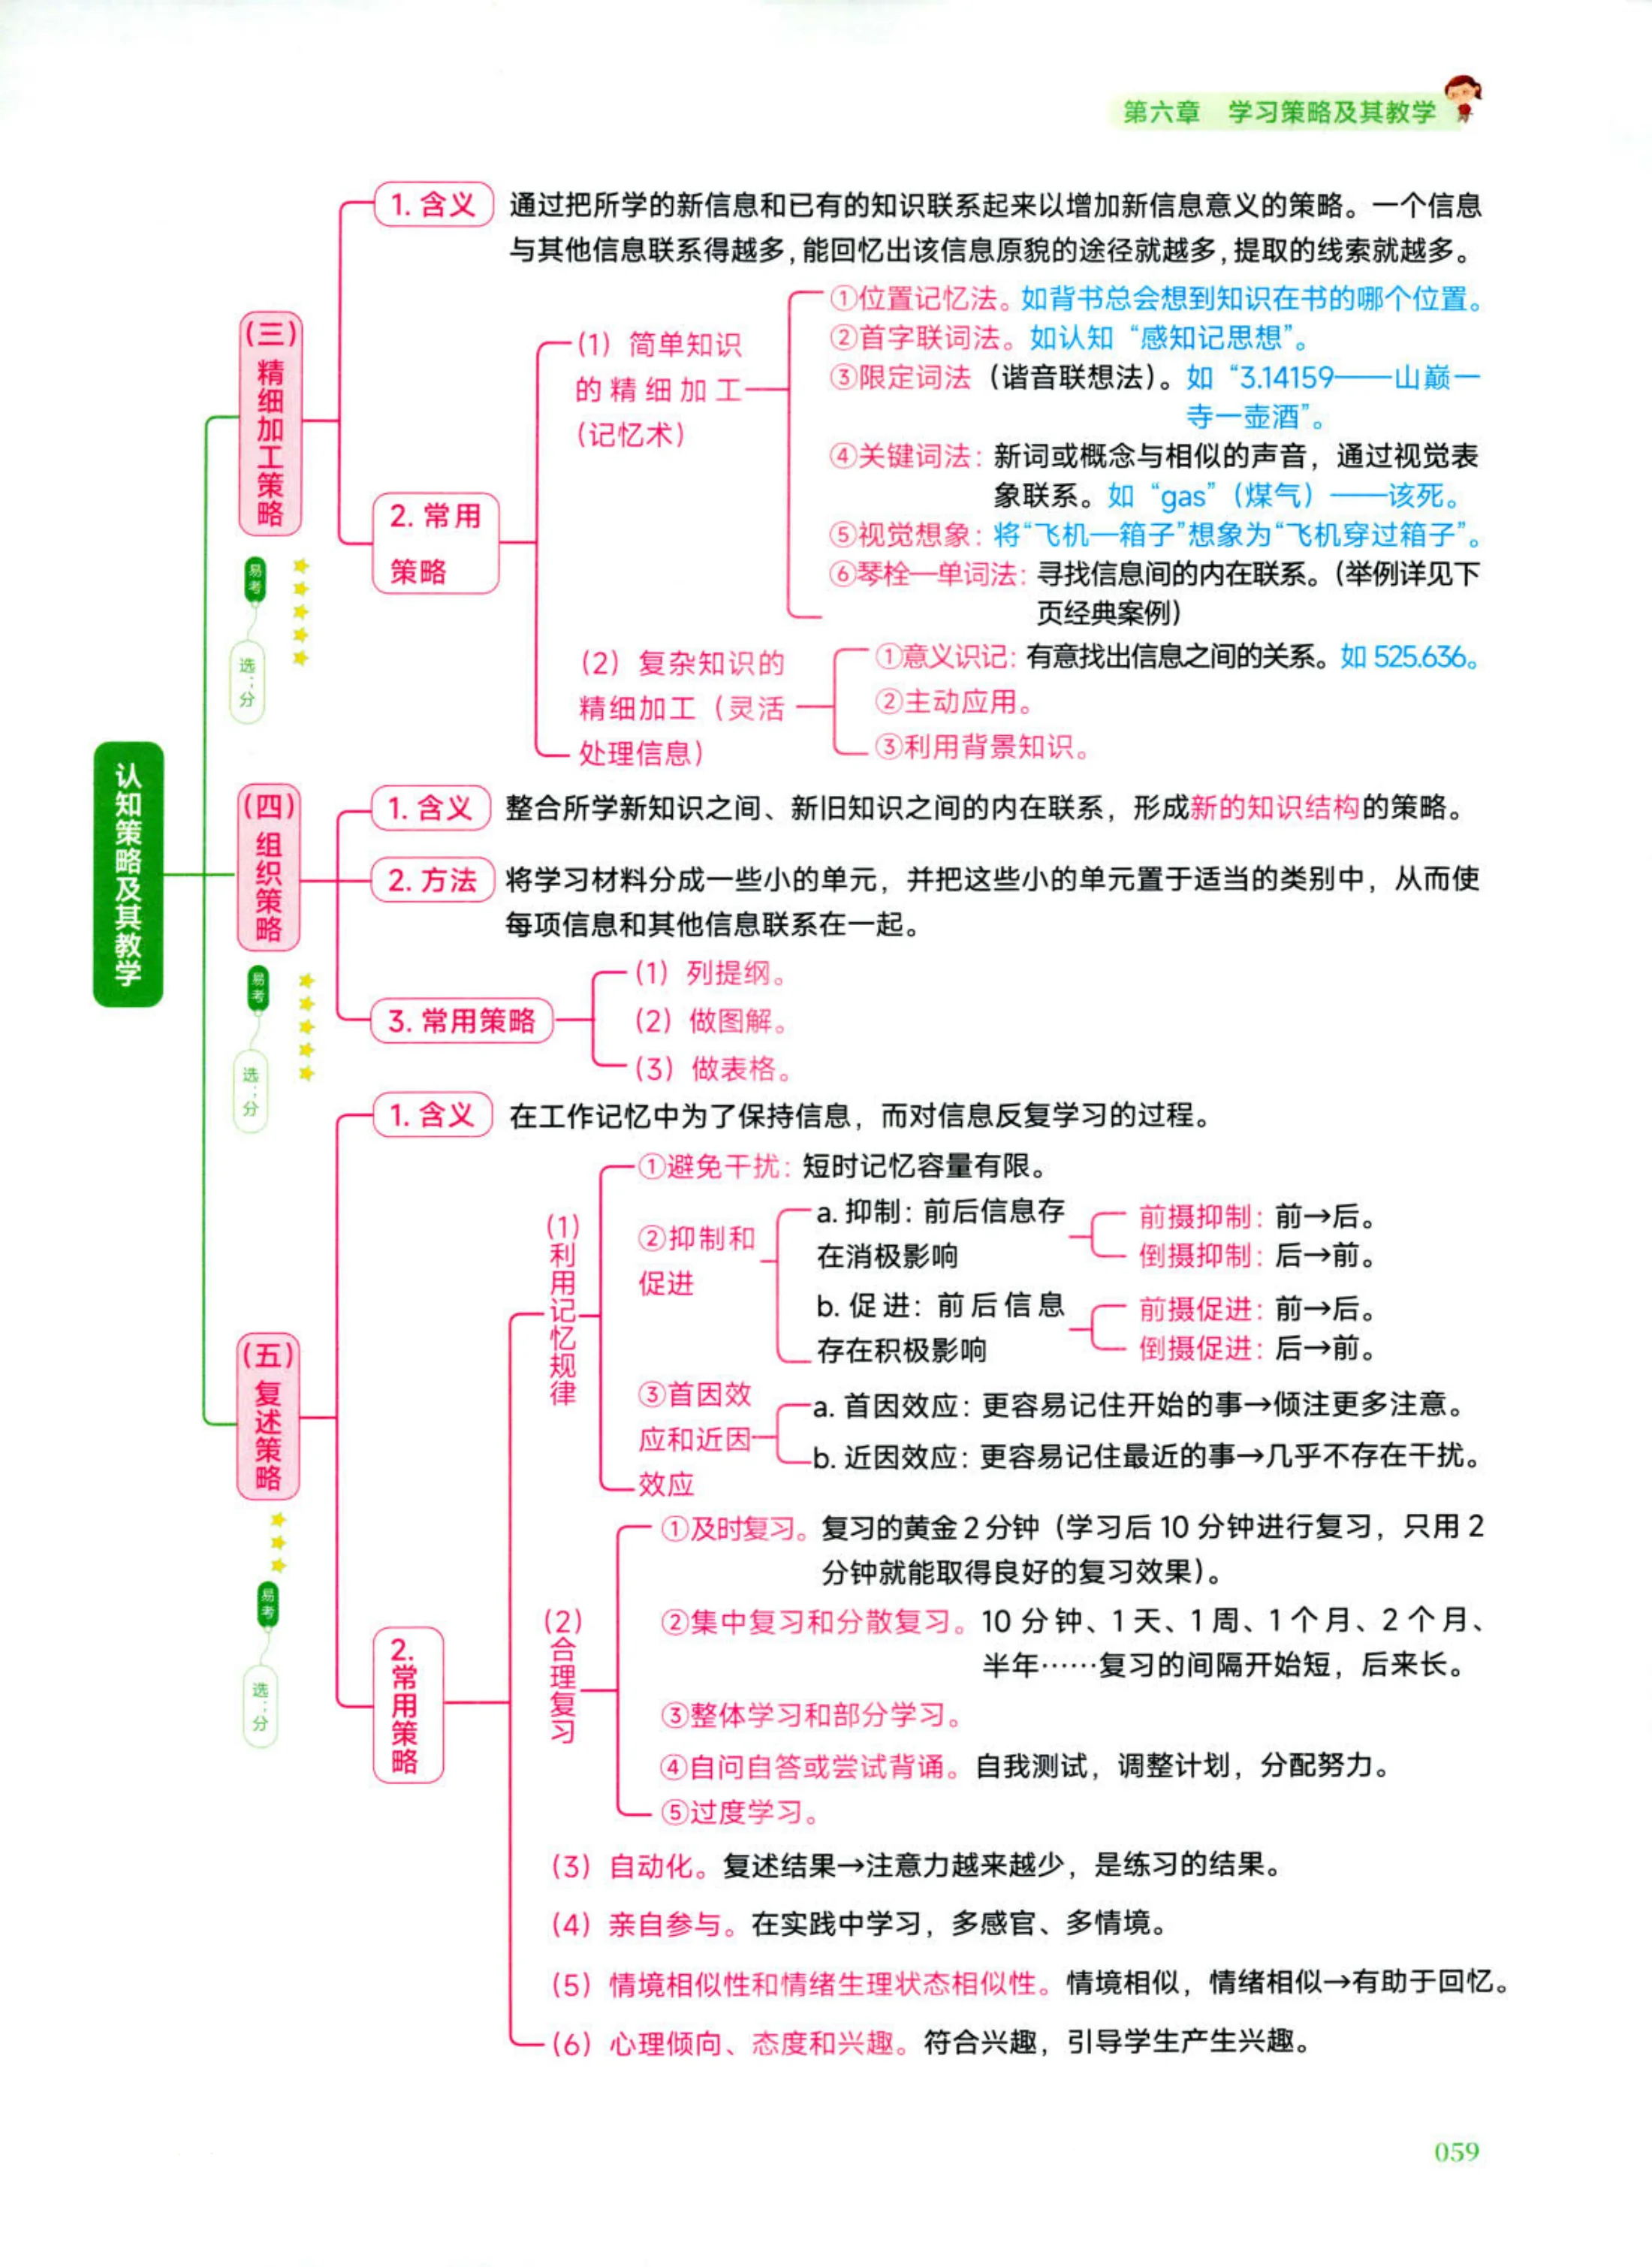 第六章 学习策略及其教学
认知策略及其教学
(三)精细加工策略
易考
选；分
1. 含义
通过把所学的新信息和已有的知识联系起来以增加新信息意义的策略。一个信息
与其他信息联系得越多，能回忆出该信息原貌的途径就越多，提取的线索就越多。
2. 常用
策略
(1) 简单知识
的精细加工
(记忆术)
①位置记忆法。如背书总会想到知识在书的哪个位置。
②首字联词法。如认知“感知记思想”。
③限定词法（谐音联想法）。如“3.14159——山巅一
寺一壶酒”。
④关键词法：新词或概念与相似的声音，通过视觉表
象联系。如“gas”（煤气）——该死。
⑤视觉想象：将“飞机—箱子”想象为“飞机穿过箱子”。
⑥琴栓—单词法：寻找信息间的内在联系。（举例详见下
页经典案例）
(2) 复杂知识的
精细加工（灵活
处理信息）
①意义识记：有意找出信息之间的关系。如 525.636。
②主动应用。
③利用背景知识。
(四)组织策略
易考
选；分
1. 含义
整合所学新知识之间、新旧知识之间的内在联系，形成新的知识结构的策略。
2. 方法
将学习材料分成一些小的单元，并把这些小的单元置于适当的类别中，从而使
每项信息和其他信息联系在一起。
3. 常用策略
(1) 列提纲。
(2) 做图解。
(3) 做表格。
(五)复述策略
易考
选；分
1. 含义
在工作记忆中为了保持信息，而对信息反复学习的过程。
2.常用策略
(1)利用记忆规律
①避免干扰：短时记忆容量有限。
②抑制和
促进
a. 抑制：前后信息存
在消极影响
前摄抑制：前→后。
倒摄抑制：后→前。
b. 促进：前后信息
存在积极影响
前摄促进：前→后。
倒摄促进：后→前。
③首因效
应和近因
效应
a. 首因效应：更容易记住开始的事→倾注更多注意。
b. 近因效应：更容易记住最近的事→几乎不存在干扰。
(2)合理复习
①及时复习。复习的黄金 2 分钟（学习后 10 分钟进行复习，只用 2
分钟就能取得良好的复习效果）。
②集中复习和分散复习。10 分钟、1 天、1 周、1 个月、2 个月、
半年……复习的间隔开始短，后来长。
③整体学习和部分学习。
④自问自答或尝试背诵。自我测试，调整计划，分配努力。
⑤过度学习。
(3) 自动化。复述结果→注意力越来越少，是练习的结果。
(4) 亲自参与。在实践中学习，多感官、多情境。
(5) 情境相似性和情绪生理状态相似性。情境相似，情绪相似→有助于回忆。
(6) 心理倾向、态度和兴趣。符合兴趣，引导学生产生兴趣。
059